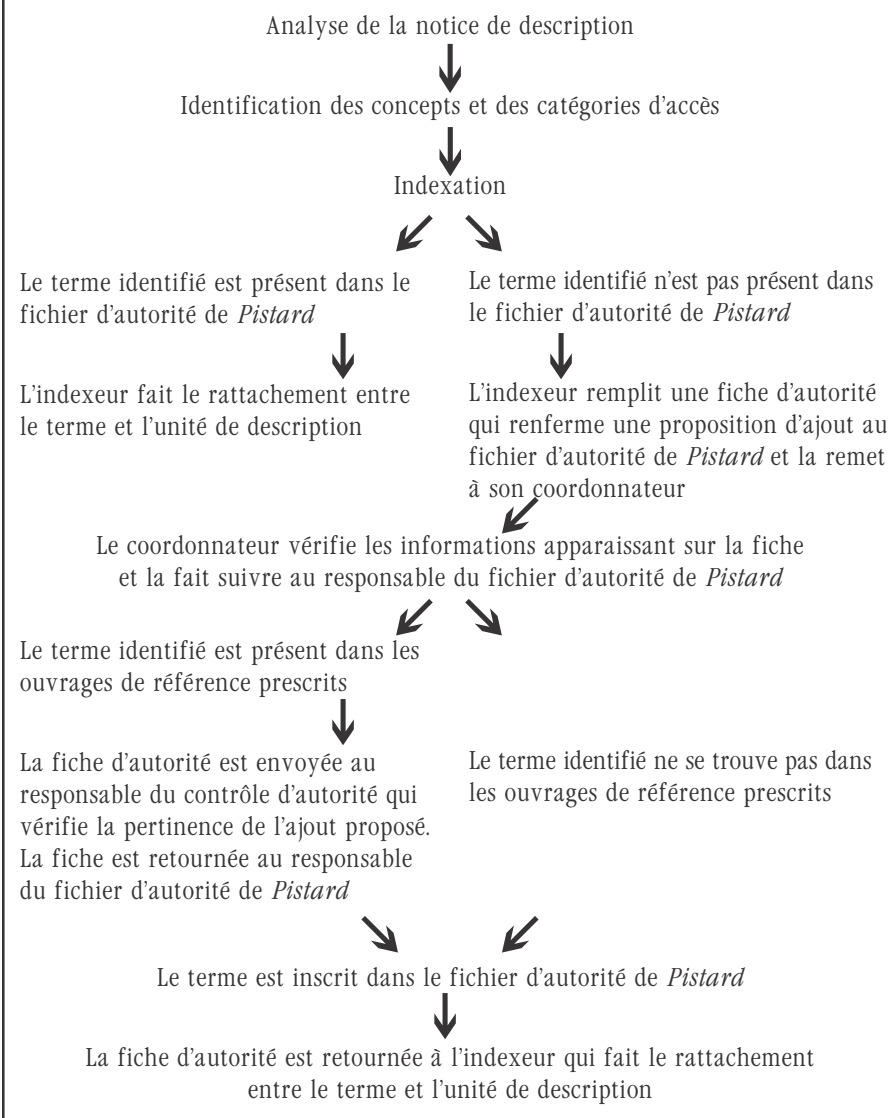 Analyse de la notice de description
Identification des concepts et des catégories d'accès
Indexation
Le terme identifié est présent dans le
fichier d'autorité de Pistard
Le terme identifié n'est pas présent dans
le fichier d'autorité de Pistard
L'indexeur fait le rattachement entre
le terme et l'unité de description
L'indexeur remplit une fiche d'autorité
qui renferme une proposition d'ajout au
fichier d'autorité de Pistard et la remet
à son coordonnateur
Le coordonnateur vérifie les informations apparaissant sur la fiche
et la fait suivre au responsable du fichier d'autorité de Pistard
Le terme identifié est présent dans les
ouvrages de référence prescrits
La fiche d'autorité est envoyée au
responsable du contrôle d'autorité qui
vérifie la pertinence de l'ajout proposé.
La fiche est retournée au responsable
du fichier d'autorité de Pistard
Le terme identifié ne se trouve pas dans
les ouvrages de référence prescrits
Le terme est inscrit dans le fichier d'autorité de Pistard
La fiche d'autorité est retournée à l'indexeur qui fait le rattachement
entre le terme et l'unité de description